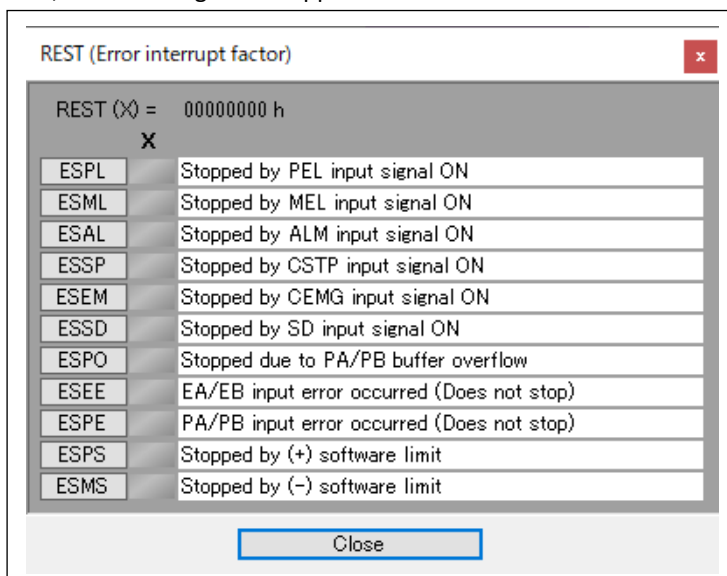 REST (Error interrupt factor)
x
REST (X) = 00000000 h
X
ESPL Stopped by PEL input signal ON
ESML Stopped by MEL input signal ON
ESAL Stopped by ALM input signal ON
ESSP Stopped by CSTP input signal ON
ESEM Stopped by CEMG input signal ON
ESSD Stopped by SD input signal ON
ESPO Stopped due to PA/PB buffer overflow
ESEE EA/EB input error occurred (Does not stop)
ESPE PA/PB input error occurred (Does not stop)
ESPS Stopped by (+) software limit
ESMS Stopped by (-) software limit
Close